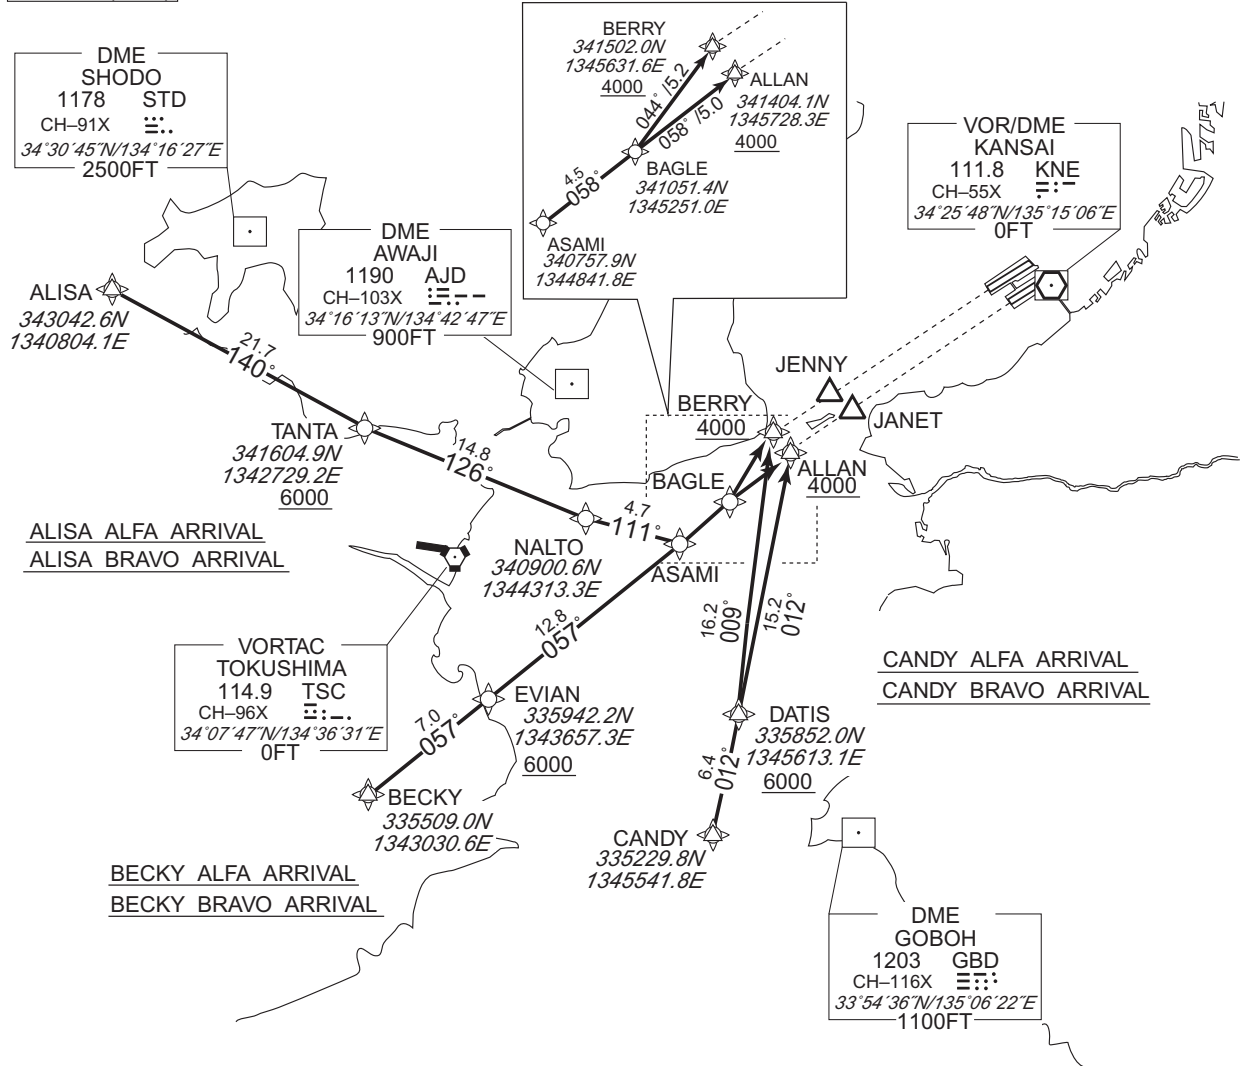 BERRY
341502.0N
1345631.6E
4000
044° /5.2
058° /5.0
ALLAN
341404.1N
1345728.3E
4000
BAGLE
341051.4N
1345251.0E
4.5
058°
ASAMI
340757.9N
1344841.8E
DME
SHODO
1178 STD
CH–91X
34°30´45˝N/134°16´27˝E
2500FT
VOR/DME
KANSAI
111.8 KNE
CH–55X
34°25´48˝N/135°15´06˝E
0FT
DME
AWAJI
1190 AJD
CH–103X
34°16´13˝N/134°42´47˝E
900FT
ALISA
343042.6N
1340804.1E
21.7
140°
JENNY
JANET
BERRY
4000
TANTA
341604.9N
1342729.2E
6000
14.8
126°
ALLAN
4000
BAGLE
ALISA ALFA ARRIVAL
ALISA BRAVO ARRIVAL
4.7
111°
NALTO
340900.6N
1344313.3E
ASAMI
12.8
057°
16.2
009°
15.2
012°
VORTAC
TOKUSHIMA
114.9 TSC
CH–96X
34°07´47˝N/134°36´31˝E
0FT
CANDY ALFA ARRIVAL
CANDY BRAVO ARRIVAL
EVIAN
335942.2N
1343657.3E
6000
7.0
057°
DATIS
335852.0N
1345613.1E
6000
6.4
012°
BECKY
335509.0N
1343030.6E
CANDY
335229.8N
1345541.8E
BECKY ALFA ARRIVAL
BECKY BRAVO ARRIVAL
DME
GOBOH
1203 GBD
CH–116X
33°54´36˝N/135°06´22˝E
1100FT